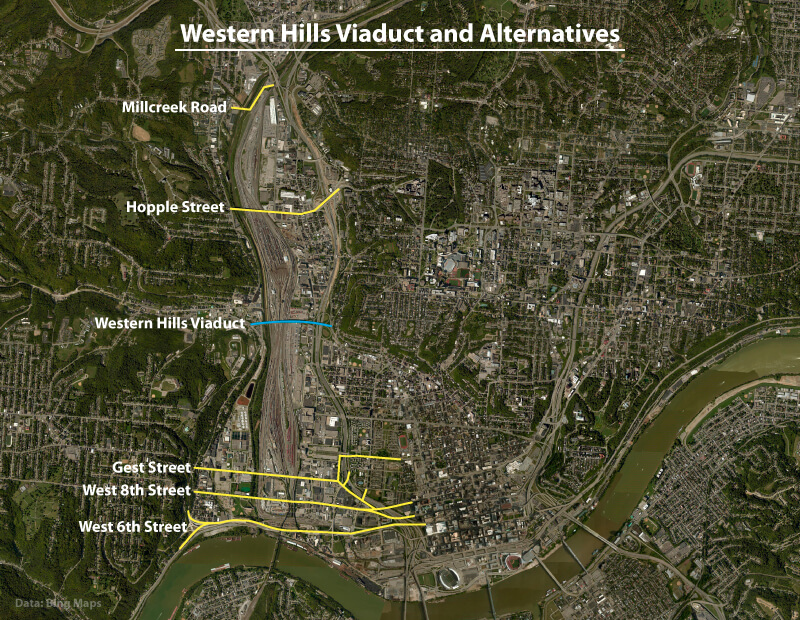 Western Hills Viaduct and Alternatives
Millcreek Road
Hopple Street
Western Hills Viaduct
Gest Street
West 8th Street
West 6th Street
Data: Bing Maps